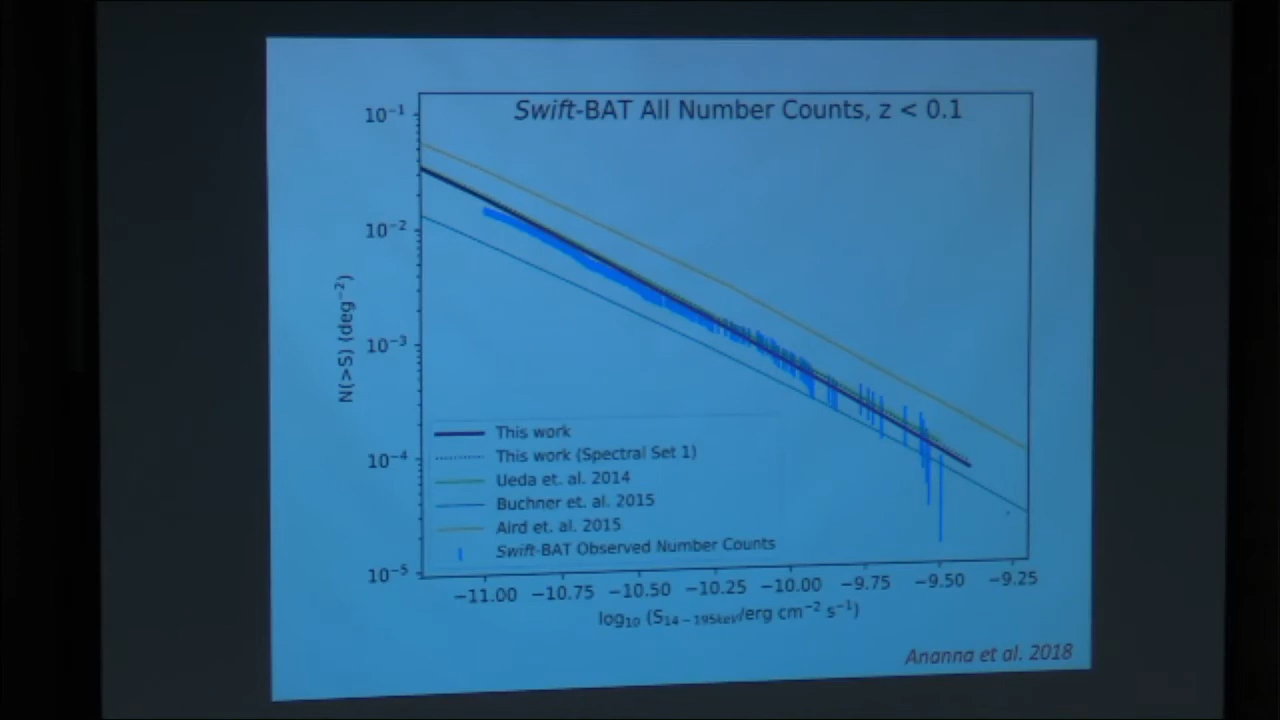 Swift-BAT All Number Counts, z < 0.1
10⁻¹
10⁻²
10⁻³
10⁻⁴
10⁻⁵
N(>S) (deg⁻²)
This work
This work (Spectral Set 1)
Ueda et. al. 2014
Buchner et. al. 2015
Aird et. al. 2015
Swift-BAT Observed Number Counts
−11.00 −10.75 −10.50 −10.25 −10.00 −9.75 −9.50 −9.25
log₁₀ (S₁₄₋₁₉₅ₖₑᵥ/erg cm⁻² s⁻¹)
Ananna et al. 2018